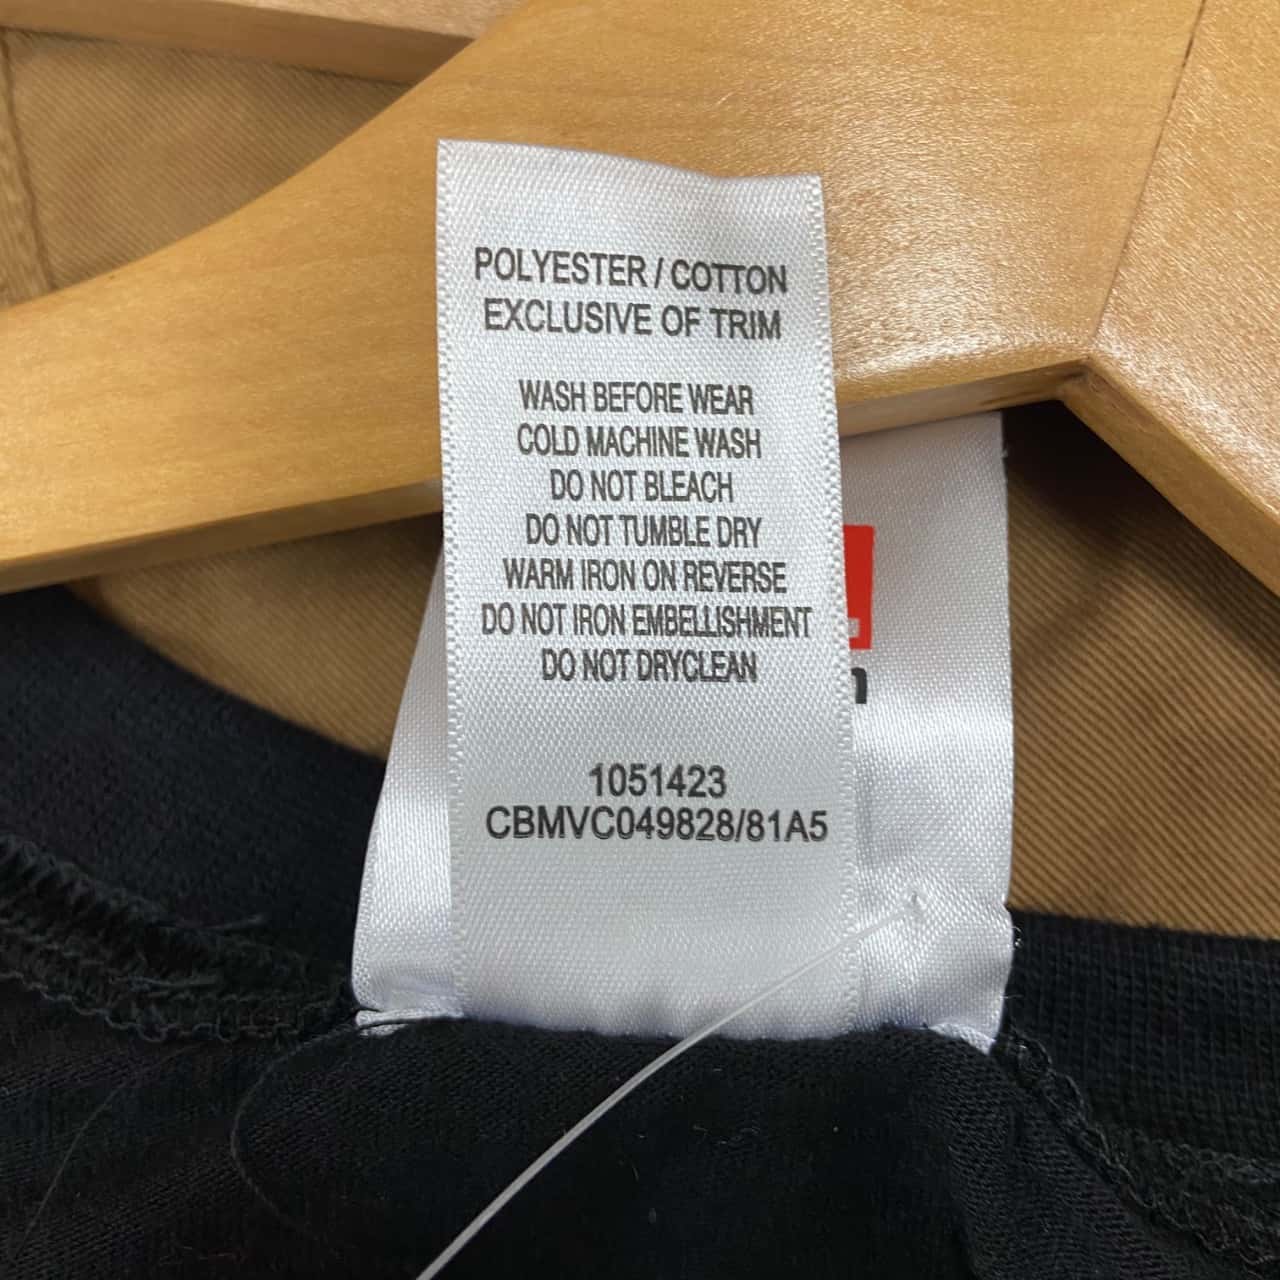 POLYESTER / COTTON
EXCLUSIVE OF TRIM
WASH BEFORE WEAR
COLD MACHINE WASH
DO NOT BLEACH
DO NOT TUMBLE DRY
WARM IRON ON REVERSE
DO NOT IRON EMBELLISHMENT
DO NOT DRYCLEAN
1051423
CBMVC049828/81A5